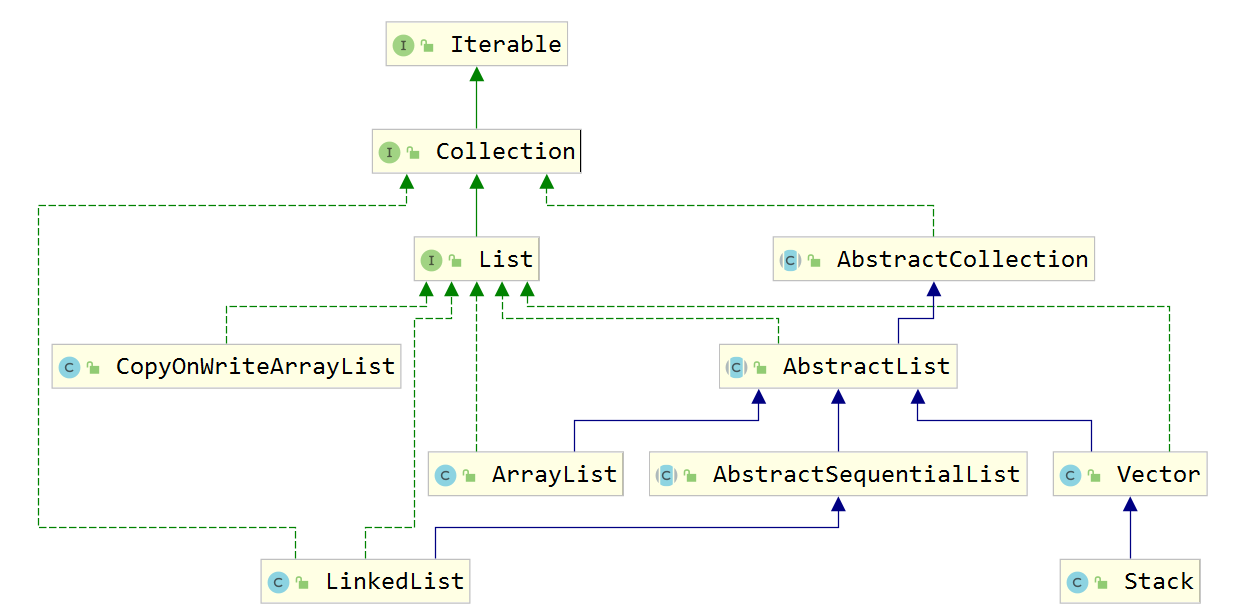 I Iterable
I Collection
I List
C AbstractCollection
C CopyOnWriteArrayList
C AbstractList
C ArrayList
C AbstractSequentialList
C Vector
C LinkedList
C Stack